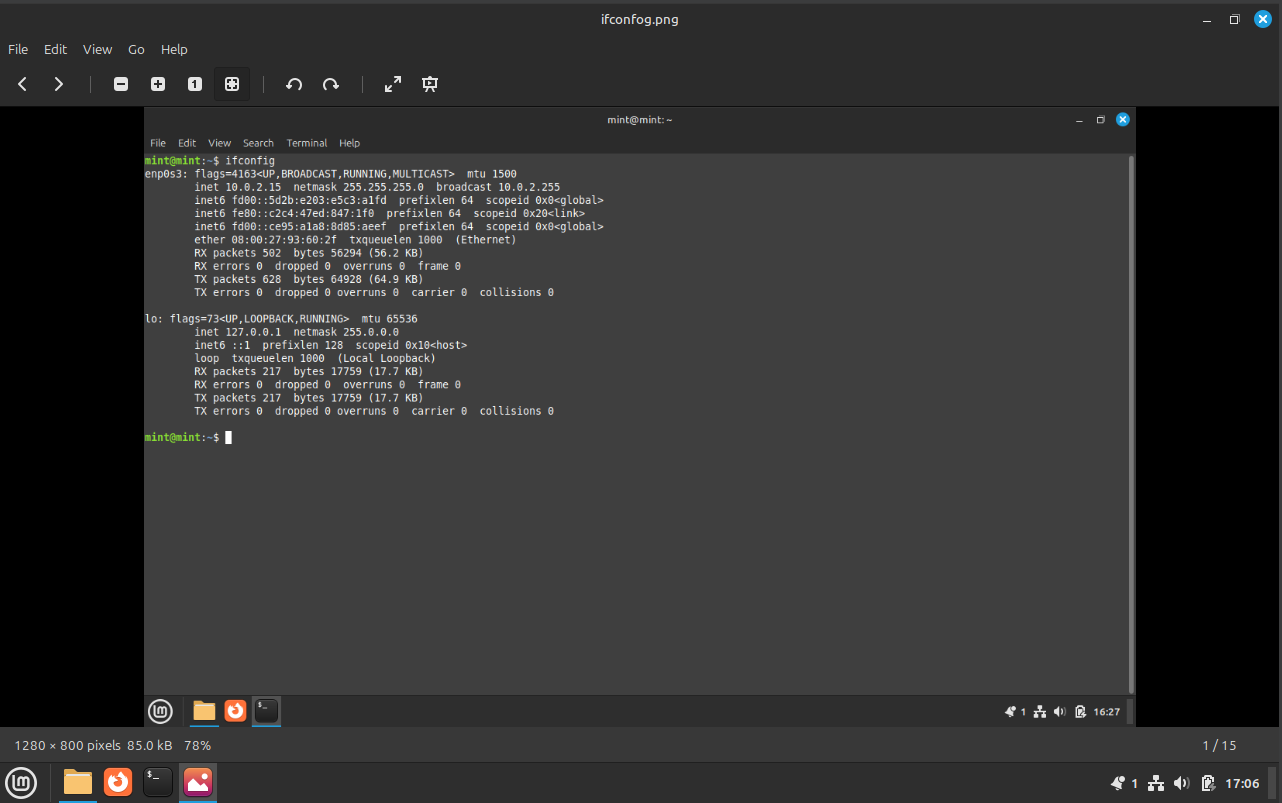 ifconfog.png
File Edit View Go Help
1
mint@mint: ~
File Edit View Search Terminal Help
mint@mint:~$ ifconfig
enp0s3: flags=4163<UP,BROADCAST,RUNNING,MULTICAST>  mtu 1500
        inet 10.0.2.15  netmask 255.255.255.0  broadcast 10.0.2.255
        inet6 fd00::5d2b:e203:e5c3:a1fd  prefixlen 64  scopeid 0x0<global>
        inet6 fe80::c2c4:47ed:847:1f0  prefixlen 64  scopeid 0x20<link>
        inet6 fd00::ce95:a1a8:8d85:aeef  prefixlen 64  scopeid 0x0<global>
        ether 08:00:27:93:60:2f  txqueuelen 1000  (Ethernet)
        RX packets 502  bytes 56294 (56.2 KB)
        RX errors 0  dropped 0  overruns 0  frame 0
        TX packets 628  bytes 64928 (64.9 KB)
        TX errors 0  dropped 0 overruns 0  carrier 0  collisions 0
lo: flags=73<UP,LOOPBACK,RUNNING>  mtu 65536
        inet 127.0.0.1  netmask 255.0.0.0
        inet6 ::1  prefixlen 128  scopeid 0x10<host>
        loop  txqueuelen 1000  (Local Loopback)
        RX packets 217  bytes 17759 (17.7 KB)
        RX errors 0  dropped 0  overruns 0  frame 0
        TX packets 217  bytes 17759 (17.7 KB)
        TX errors 0  dropped 0 overruns 0  carrier 0  collisions 0
mint@mint:~$
$_ 1 16:27
1280 × 800 pixels 85.0 kB 78% 1 / 15
$_ 1 17:06